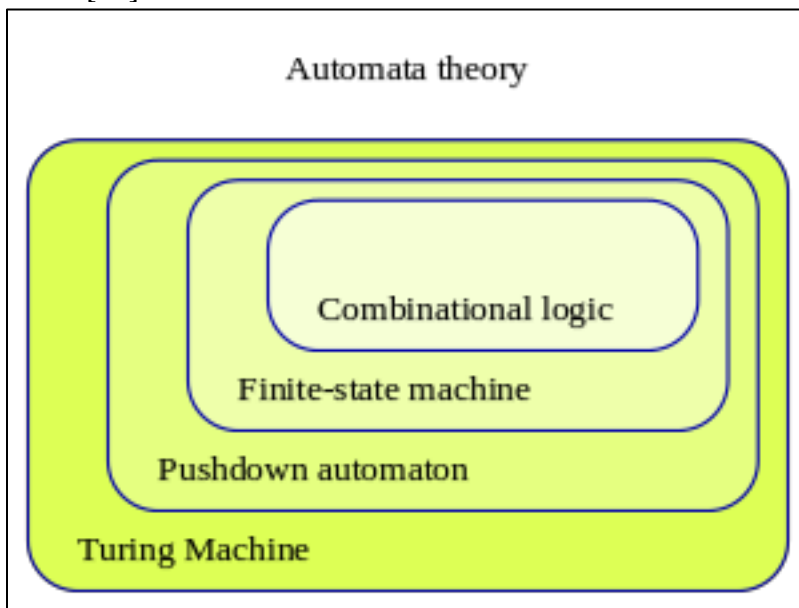 Automata theory
Combinational logic
Finite-state machine
Pushdown automaton
Turing Machine